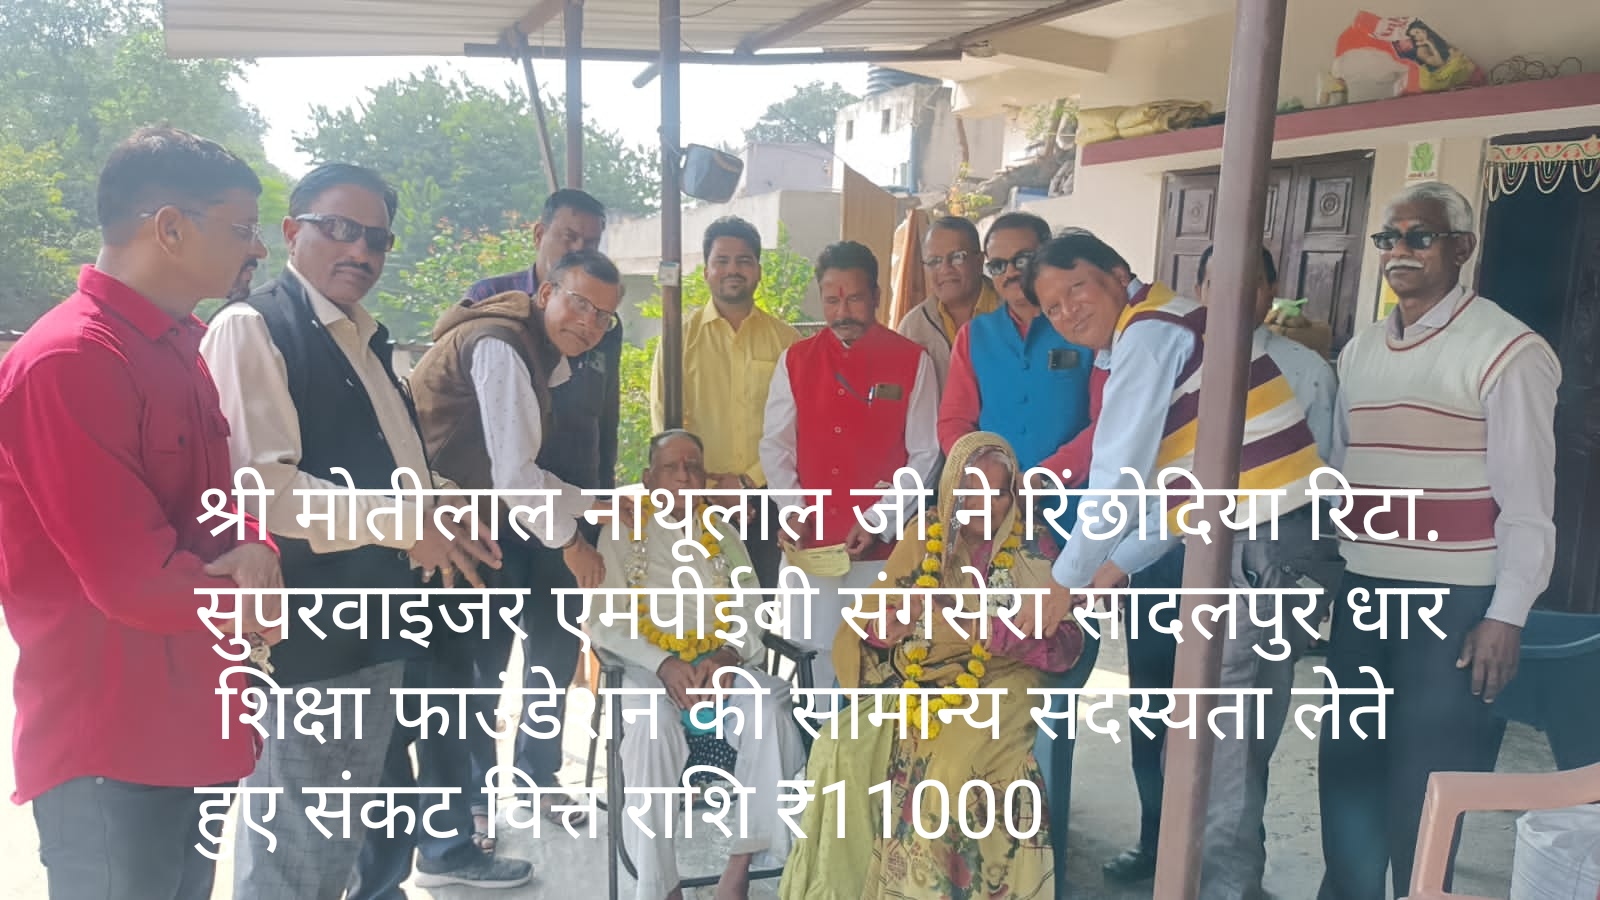 श्री मोतीलाल नाथूलाल जी ने रिंछोदिया रिटा.
सुपरवाइजर एमपीईबी संगसेरा सादलपुर धार
शिक्षा फाउंडेशन की सामान्य सदस्यता लेते
हुए संकट वित्त राशि ₹11000